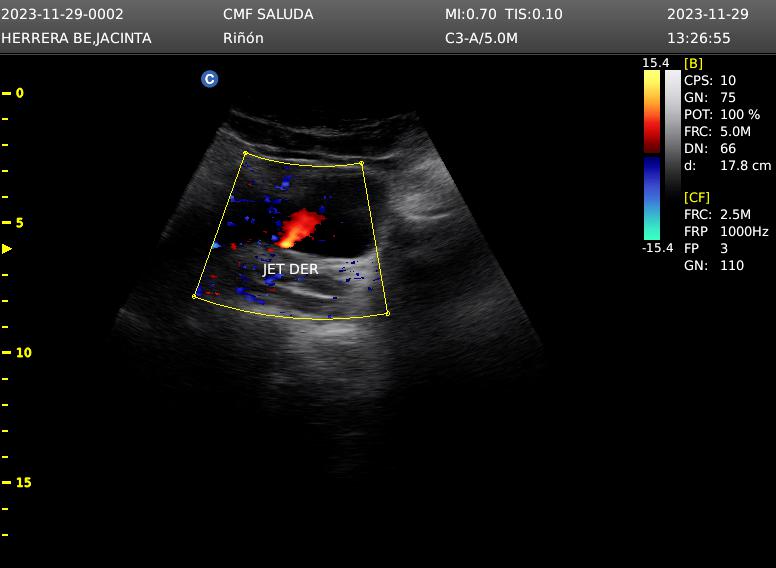 2023-11-29-0002 CMF SALUDA MI:0.70 TIS:0.10 2023-11-29
HERRERA BE,JACINTA Riñón C3-A/5.0M 13:26:55
C
15.4 [B]
CPS: 10
GN: 75
POT: 100 %
FRC: 5.0M
DN: 66
d: 17.8 cm
[CF]
FRC: 2.5M
FRP 1000Hz
-15.4 FP 3
GN: 110
0
5
10
15
JET DER